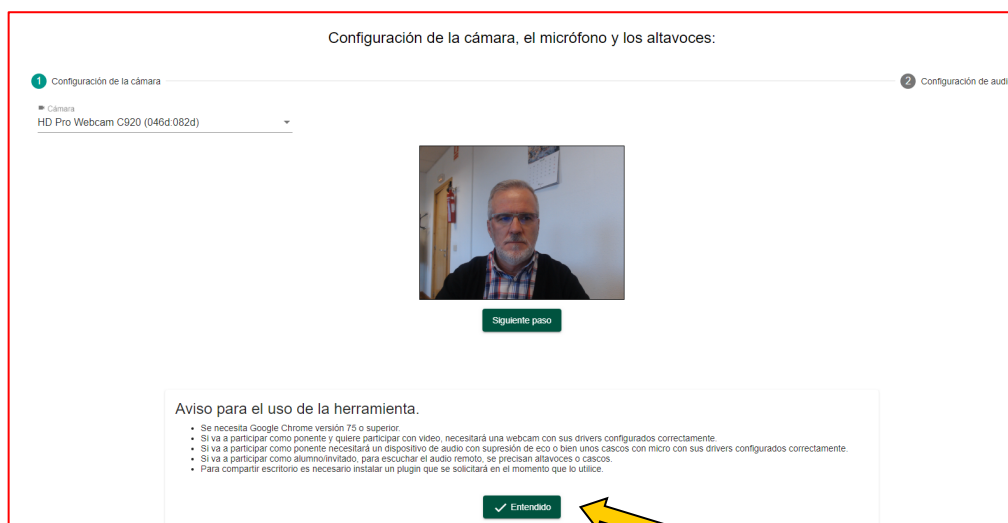 Configuración de la cámara, el micrófono y los altavoces:
1 Configuración de la cámara
2 Configuración de audi
Cámara
HD Pro Webcam C920 (046d:082d)
Siguiente paso
Aviso para el uso de la herramienta.
Se necesita Google Chrome versión 75 o superior.
Si va a participar como ponente y quiere participar con video, necesitará una webcam con sus drivers configurados correctamente.
Si va a participar como ponente necesitará un dispositivo de audio con supresión de eco o bien unos cascos con micro con sus drivers configurados correctamente.
Si va a participar como alumno/invitado, para escuchar el audio remoto, se precisan altavoces o cascos.
Para compartir escritorio es necesario instalar un plugin que se solicitará en el momento que lo utilice.
Entendido